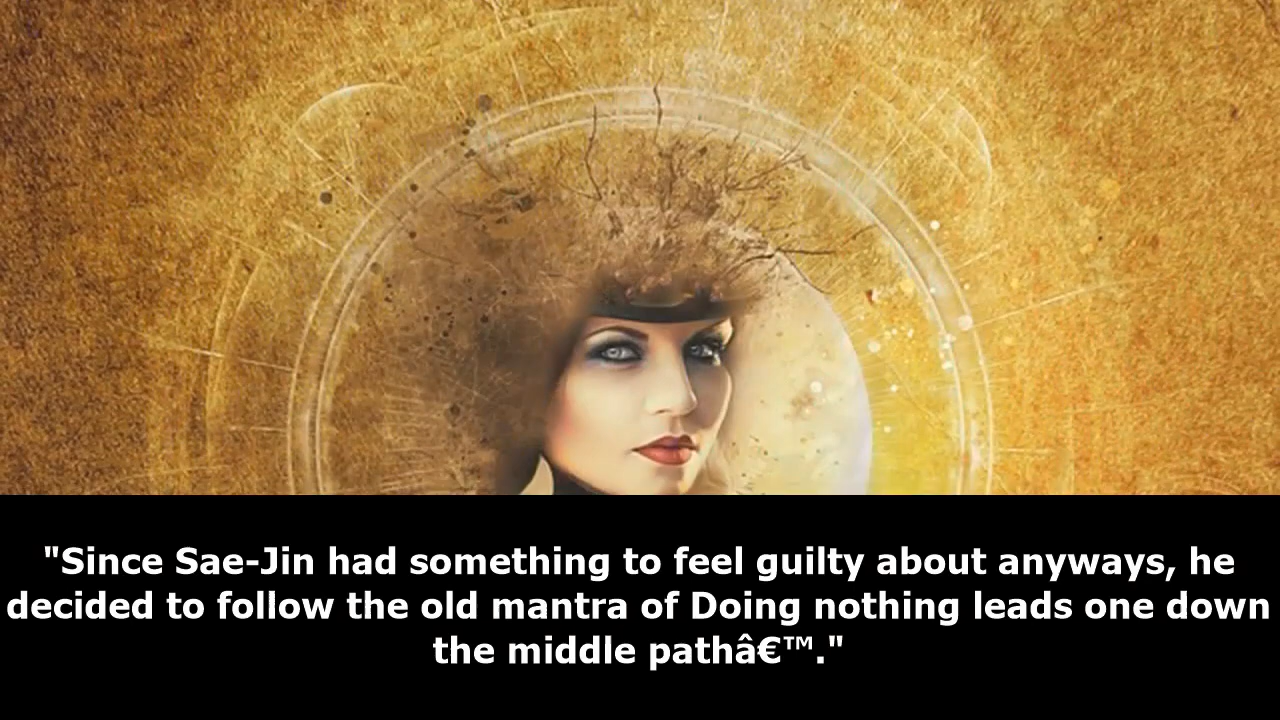 "Since Sae-Jin had something to feel guilty about anyways, he
decided to follow the old mantra of Doing nothing leads one down
the middle pathâ€™."